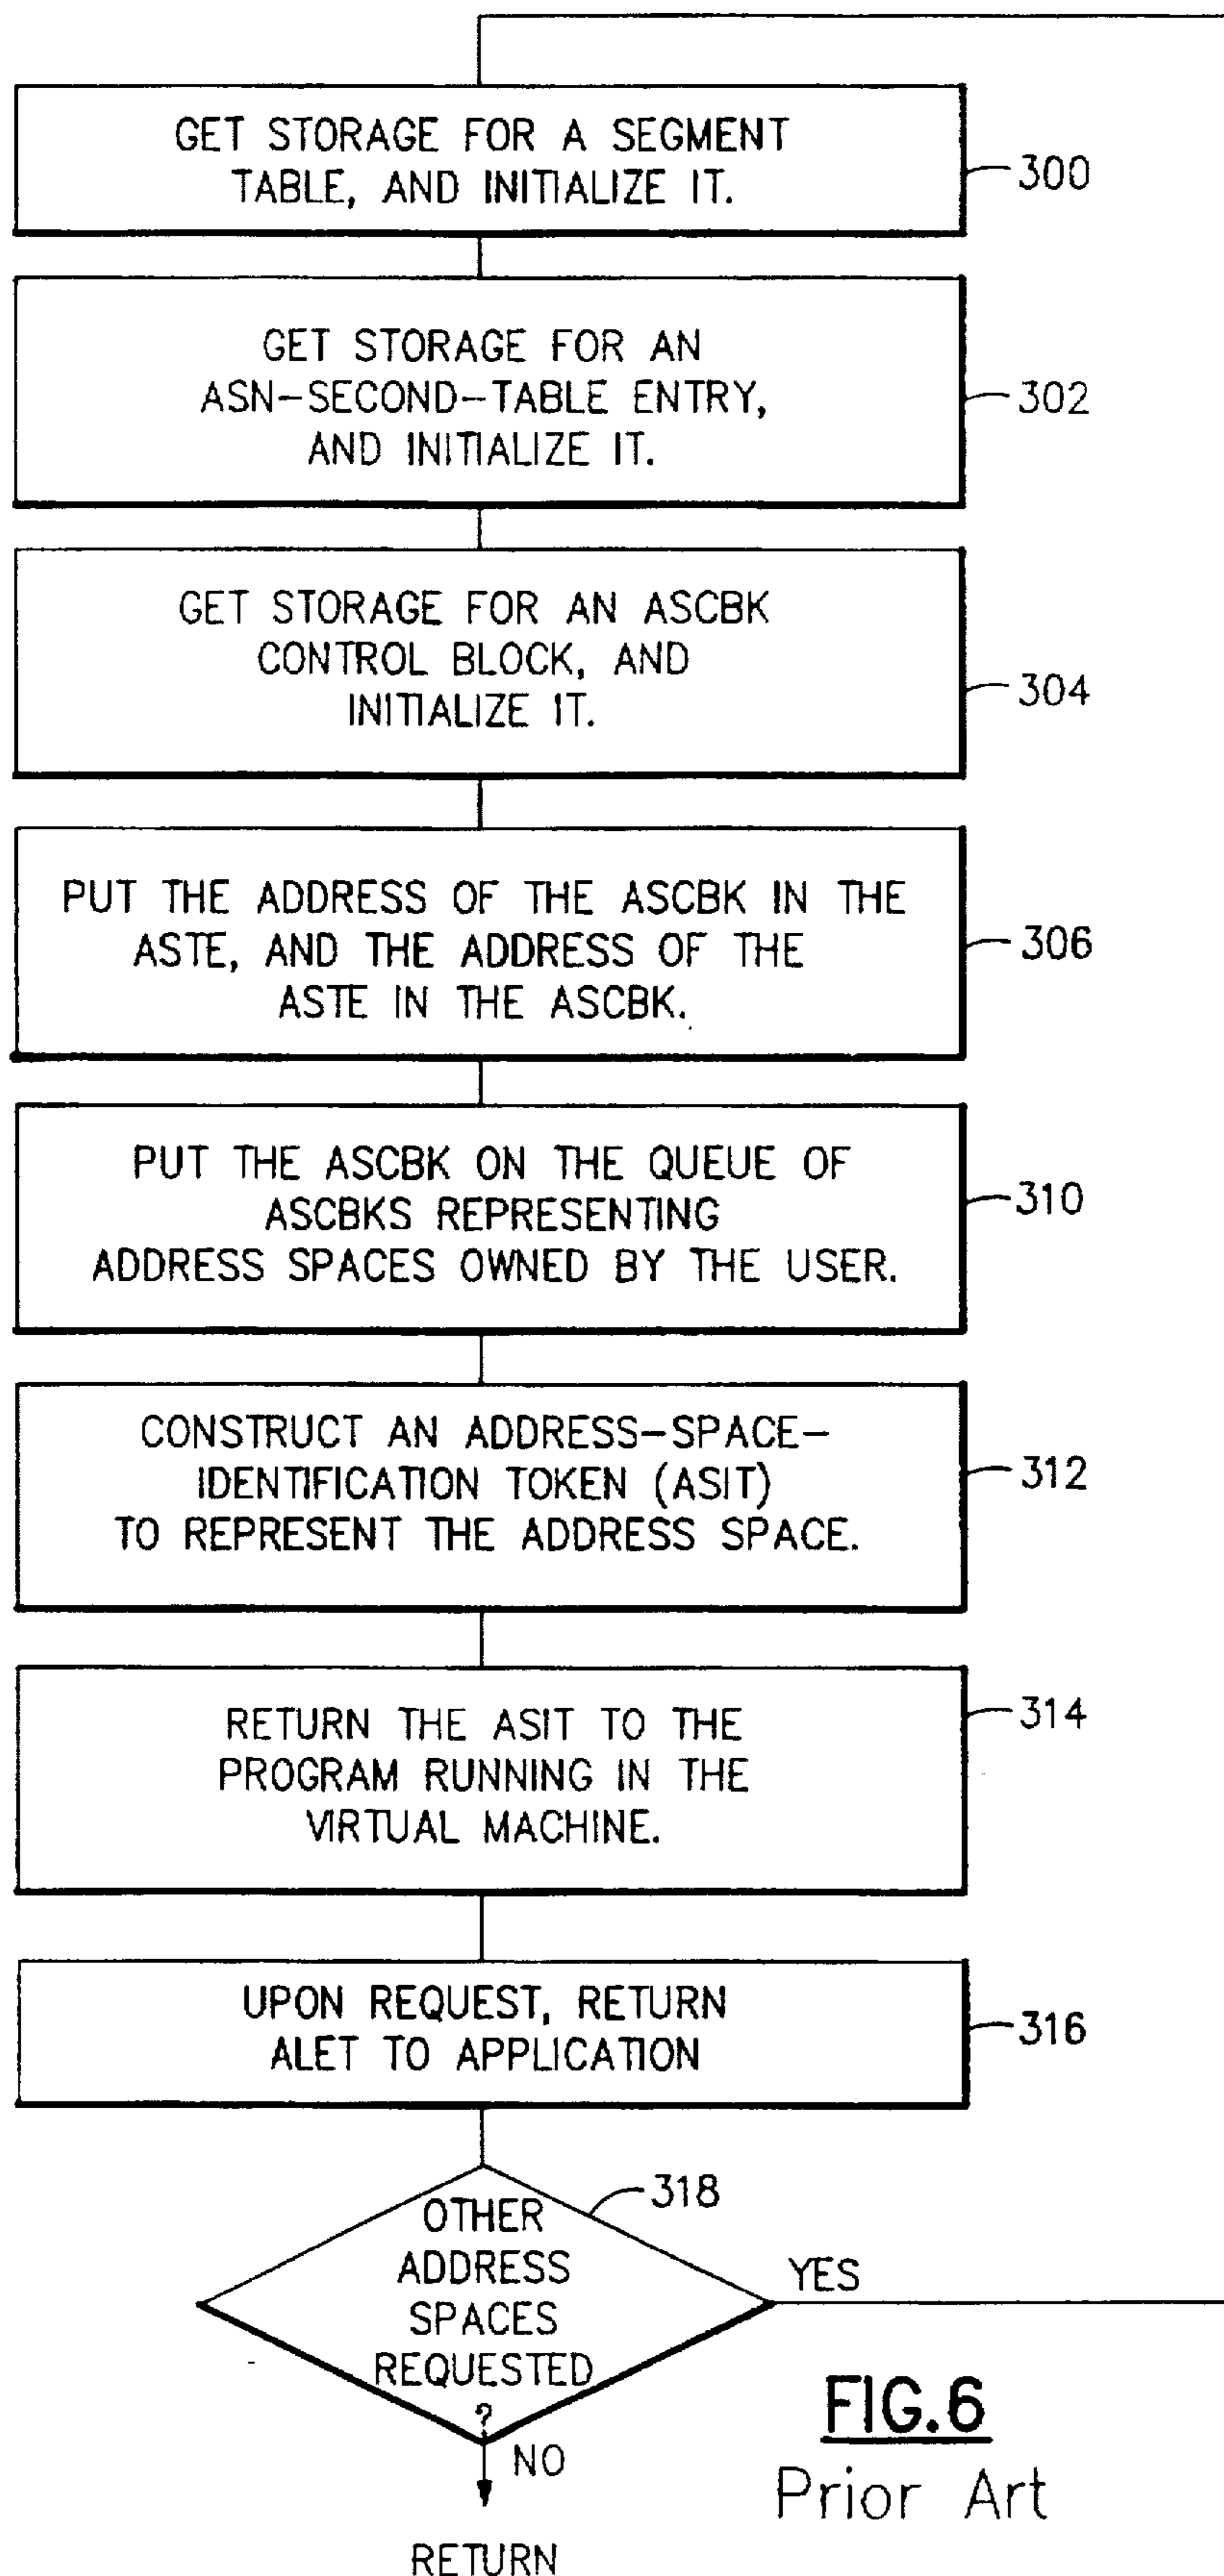 GET STORAGE FOR A SEGMENT
TABLE, AND INITIALIZE IT.
300
GET STORAGE FOR AN
ASN-SECOND-TABLE ENTRY,
AND INITIALIZE IT.
302
GET STORAGE FOR AN ASCBK
CONTROL BLOCK, AND
INITIALIZE IT.
304
PUT THE ADDRESS OF THE ASCBK IN THE
ASTE, AND THE ADDRESS OF THE
ASTE IN THE ASCBK.
306
PUT THE ASCBK ON THE QUEUE OF
ASCBKS REPRESENTING
ADDRESS SPACES OWNED BY THE USER.
310
CONSTRUCT AN ADDRESS-SPACE-
IDENTIFICATION TOKEN (ASIT)
TO REPRESENT THE ADDRESS SPACE.
312
RETURN THE ASIT TO THE
PROGRAM RUNNING IN THE
VIRTUAL MACHINE.
314
UPON REQUEST, RETURN
ALET TO APPLICATION
316
OTHER
ADDRESS
SPACES
REQUESTED
?
318
YES
NO
RETURN
FIG.6
Prior Art